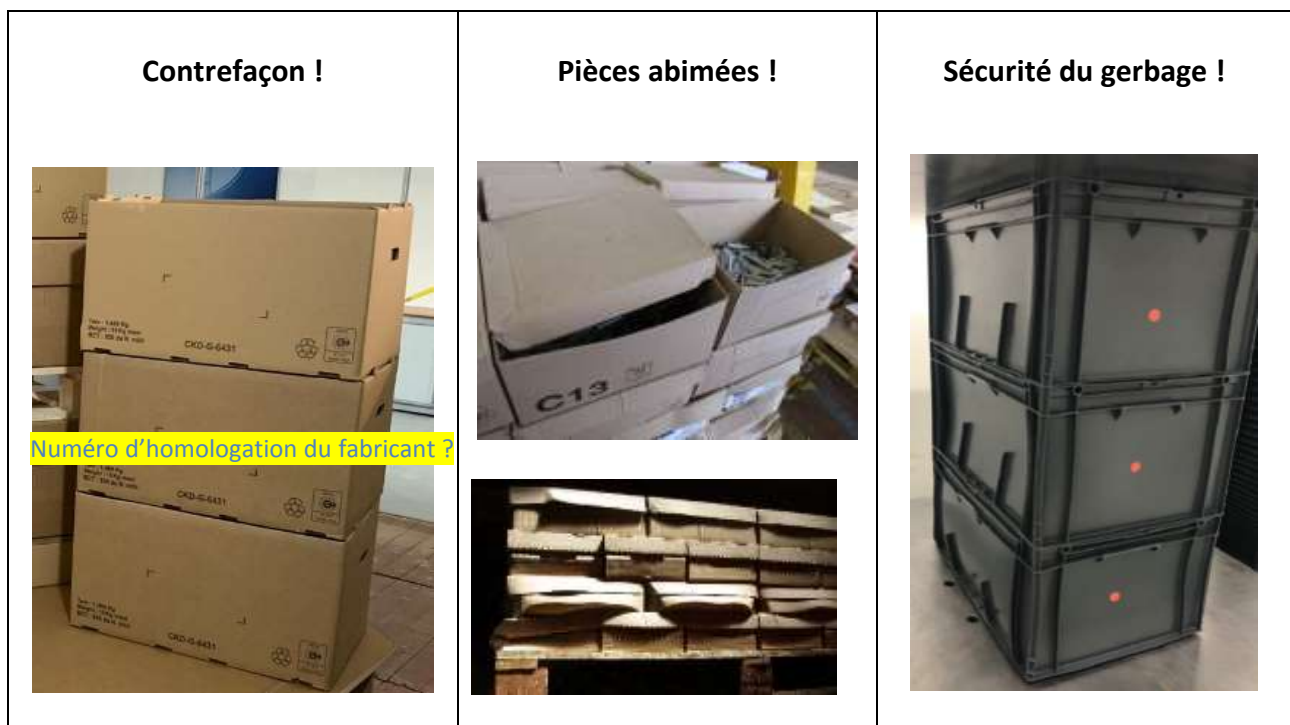 Contrefaçon !
Pièces abimées !
Sécurité du gerbage !
CKD-G-6431
Numéro d'homologation du fabricant ?
CKD-G-6431
CKD-G-6431
C13